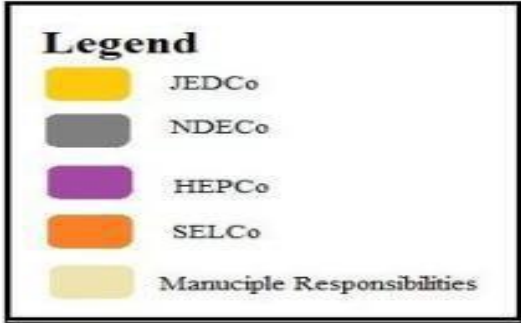 Legend
JEDCo
NDECo
HEPCo
SELCo
Manuciple Responsibilities